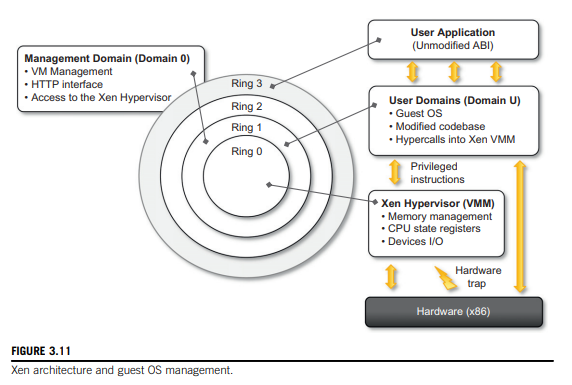 Management Domain (Domain 0)
• VM Management
• HTTP interface
• Access to the Xen Hypervisor
Ring 3
Ring 2
Ring 1
Ring 0
User Application
(Unmodified ABI)
User Domains (Domain U)
• Guest OS
• Modified codebase
• Hypercalls into Xen VMM
Privileged
instructions
Xen Hypervisor (VMM)
• Memory management
• CPU state registers
• Devices I/O
Hardware
trap
Hardware (x86)
FIGURE 3.11
Xen architecture and guest OS management.